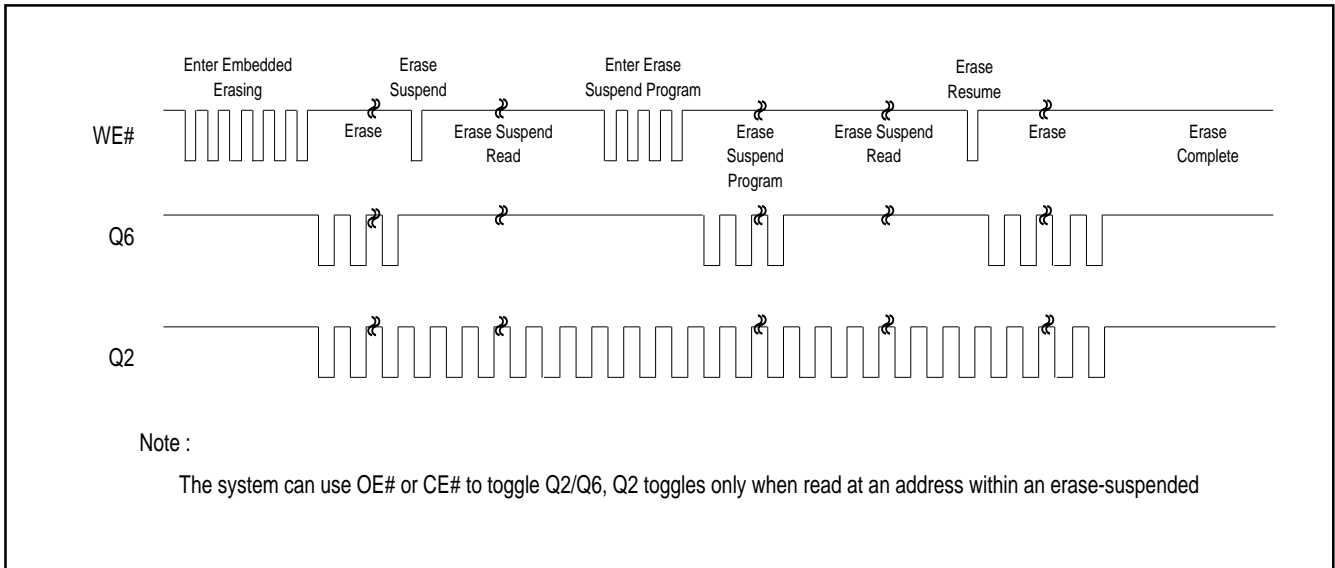 Enter Embedded
Erasing
Erase
Suspend
Enter Erase
Suspend Program
Erase
Resume
WE#
Erase
Erase Suspend
Read
Erase
Suspend
Program
Erase Suspend
Read
Erase
Erase
Complete
Q6
Q2
Note :
The system can use OE# or CE# to toggle Q2/Q6, Q2 toggles only when read at an address within an erase-suspended